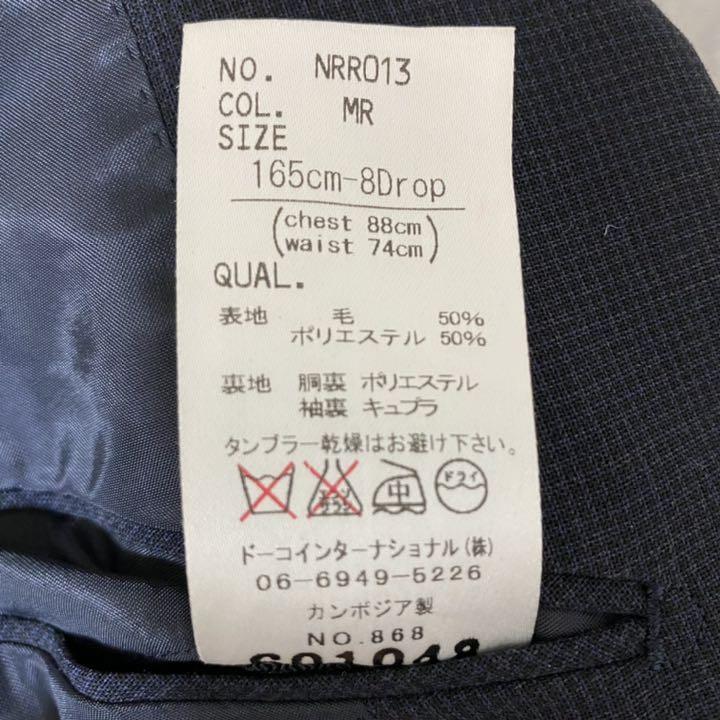 NO. NRR013
COL. MR
SIZE
165cm-8Drop
(chest 88cm
waist 74cm)
QUAL.
表地 毛 50%
ポリエステル 50%
裏地 胴裏 ポリエステル
袖裏 キュプラ
タンブラー乾燥はお避け下さい。
中 ドライ
ドーコインターナショナル(株)
06-6949-5226
カンボジア製
NO.868